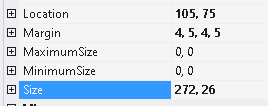 Location 105, 75
Margin 4, 5, 4, 5
MaximumSize 0, 0
MinimumSize 0, 0
Size 272, 26